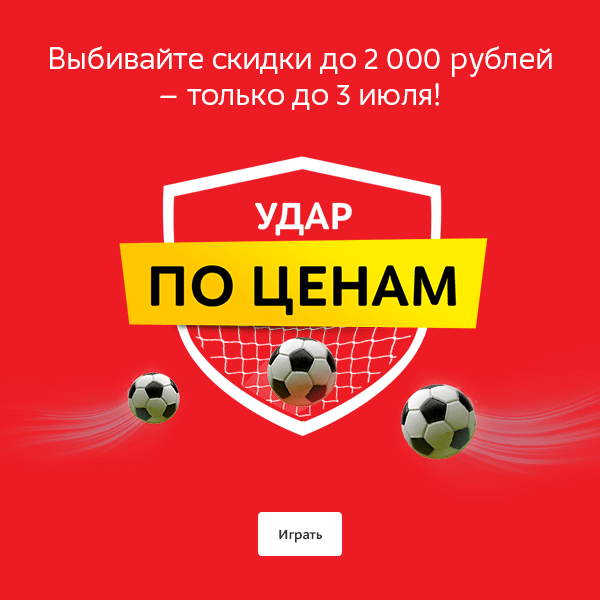 Выбивайте скидки до 2 000 рублей
– только до 3 июля!
УДАР
ПО ЦЕНАМ
Играть